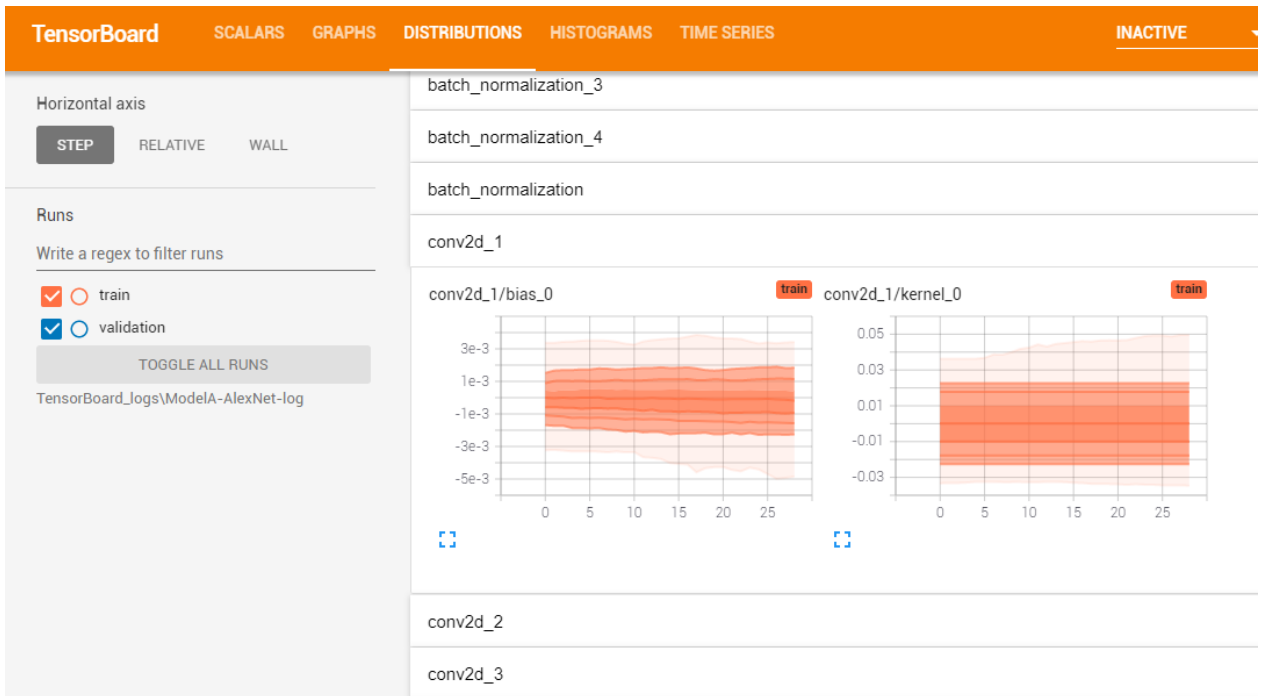 TensorBoard SCALARS GRAPHS DISTRIBUTIONS HISTOGRAMS TIME SERIES INACTIVE
Horizontal axis
STEP RELATIVE WALL
Runs
Write a regex to filter runs
train
validation
TOGGLE ALL RUNS
TensorBoard_logs\ModelA-AlexNet-log
batch_normalization_3
batch_normalization_4
batch_normalization
conv2d_1
conv2d_1/bias_0 train
3e-3
1e-3
-1e-3
-3e-3
-5e-3
0 5 10 15 20 25
conv2d_1/kernel_0 train
0.05
0.03
0.01
-0.01
-0.03
0 5 10 15 20 25
conv2d_2
conv2d_3